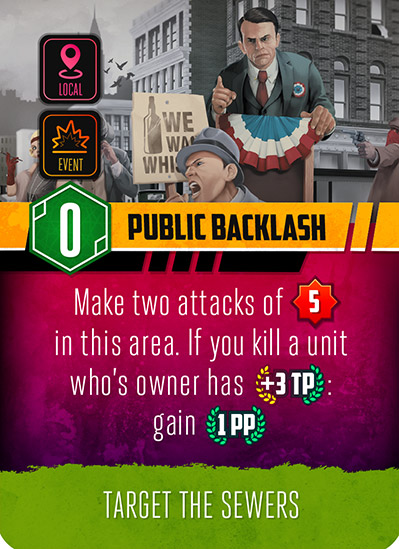 LOCAL
EVENT
WE
WA
WHI
0
PUBLIC BACKLASH
Make two attacks of 5
in this area. If you kill a unit
who's owner has +3 TP:
gain 1 PP
TARGET THE SEWERS